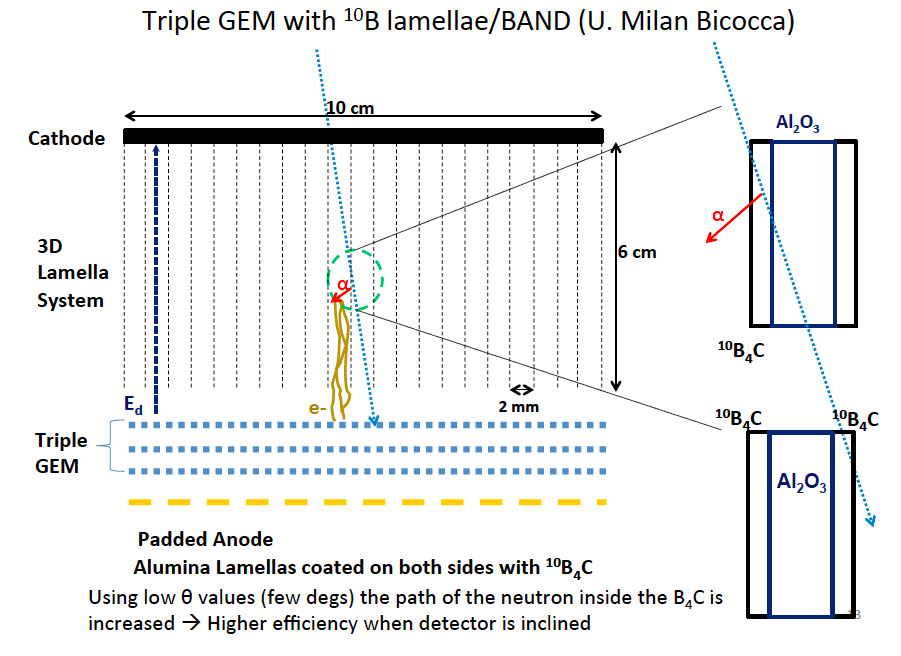 Triple GEM with ¹⁰B lamellae/BAND (U. Milan Bicocca)
10 cm
Cathode
Al₂O₃
α
3D
Lamella
System
6 cm
α
¹⁰B₄C
E_d
e-
2 mm
¹⁰B₄C
¹⁰B₄C
Triple
GEM
Al₂O₃
Padded Anode
Alumina Lamellas coated on both sides with ¹⁰B₄C
Using low θ values (few degs) the path of the neutron inside the B₄C is
increased → Higher efficiency when detector is inclined